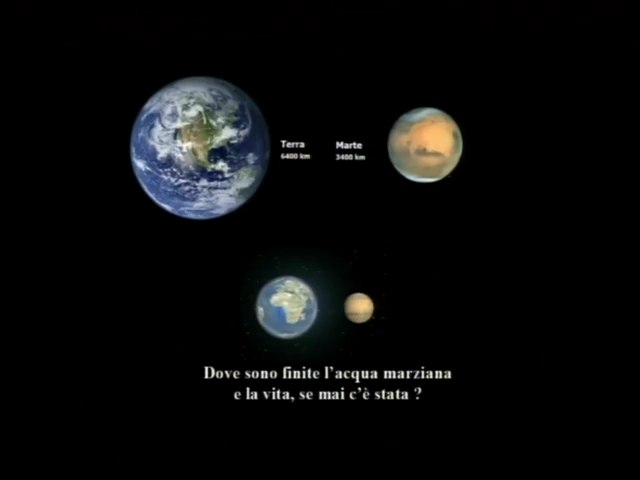 Terra
6400 km
Marte
3400 km
Dove sono finite l'acqua marziana
e la vita, se mai c'è stata ?